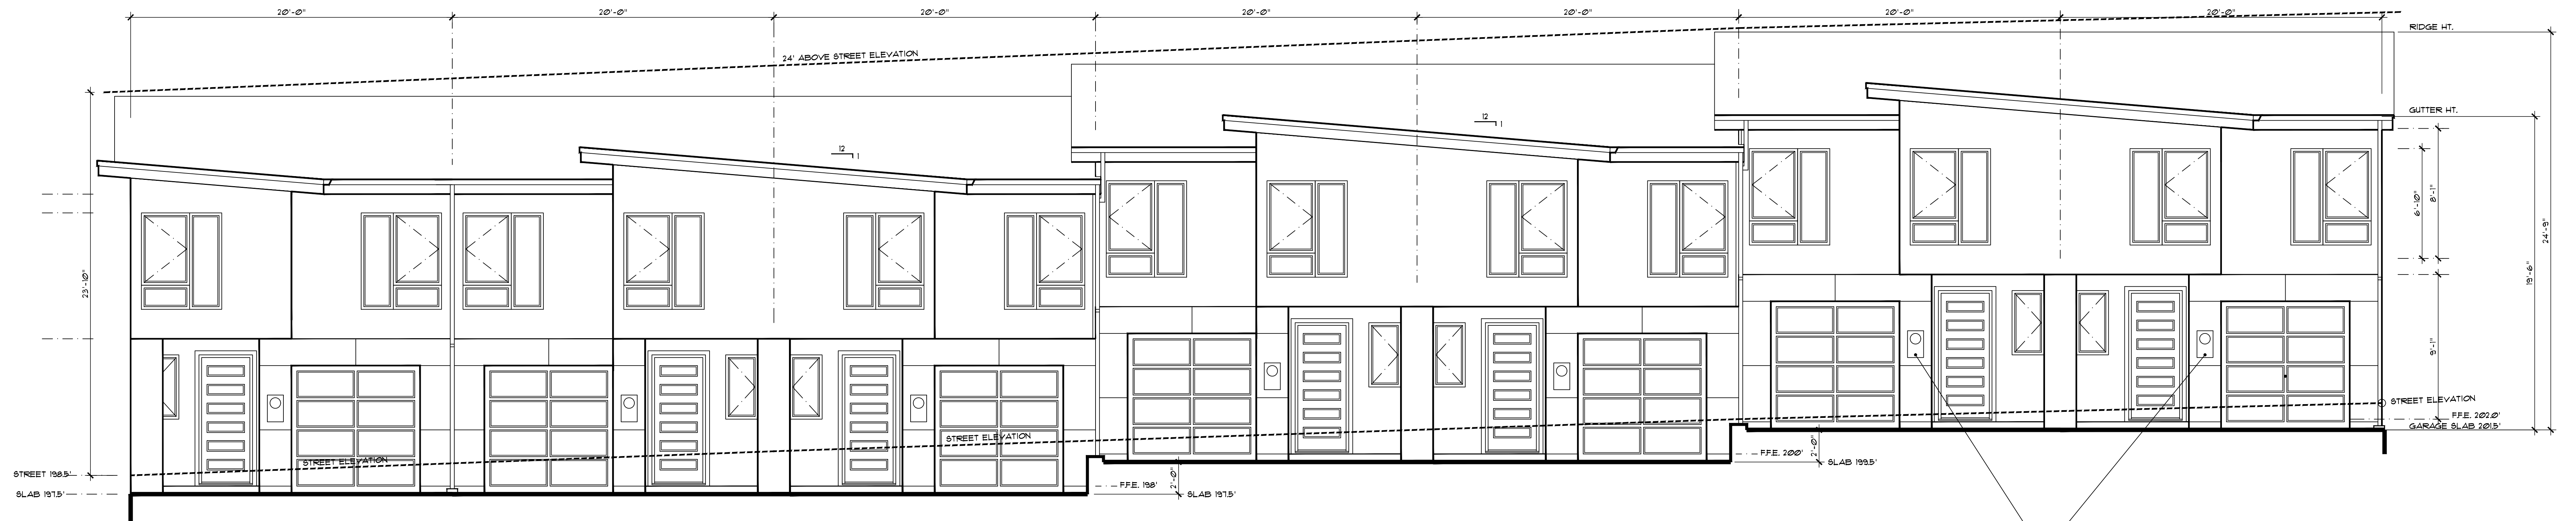 20'-0" 20'-0" 20'-0" 20'-0" 20'-0" 20'-0" 20'-0"
RIDGE HT.
24' ABOVE STREET ELEVATION
GUTTER HT.
12
1
12
1
6'-10"
8'-1"
24'-9"
19'-6"
23'-10"
9'-1"
STREET ELEVATION
F.F.E. 202.0'
GARAGE SLAB 201.5'
STREET ELEVATION
2'-0"
F.F.E. 200'
SLAB 199.5'
STREET ELEVATION
STREET 198.5'
2'-0"
F.F.E. 198'
SLAB 197.5'
SLAB 197.5'